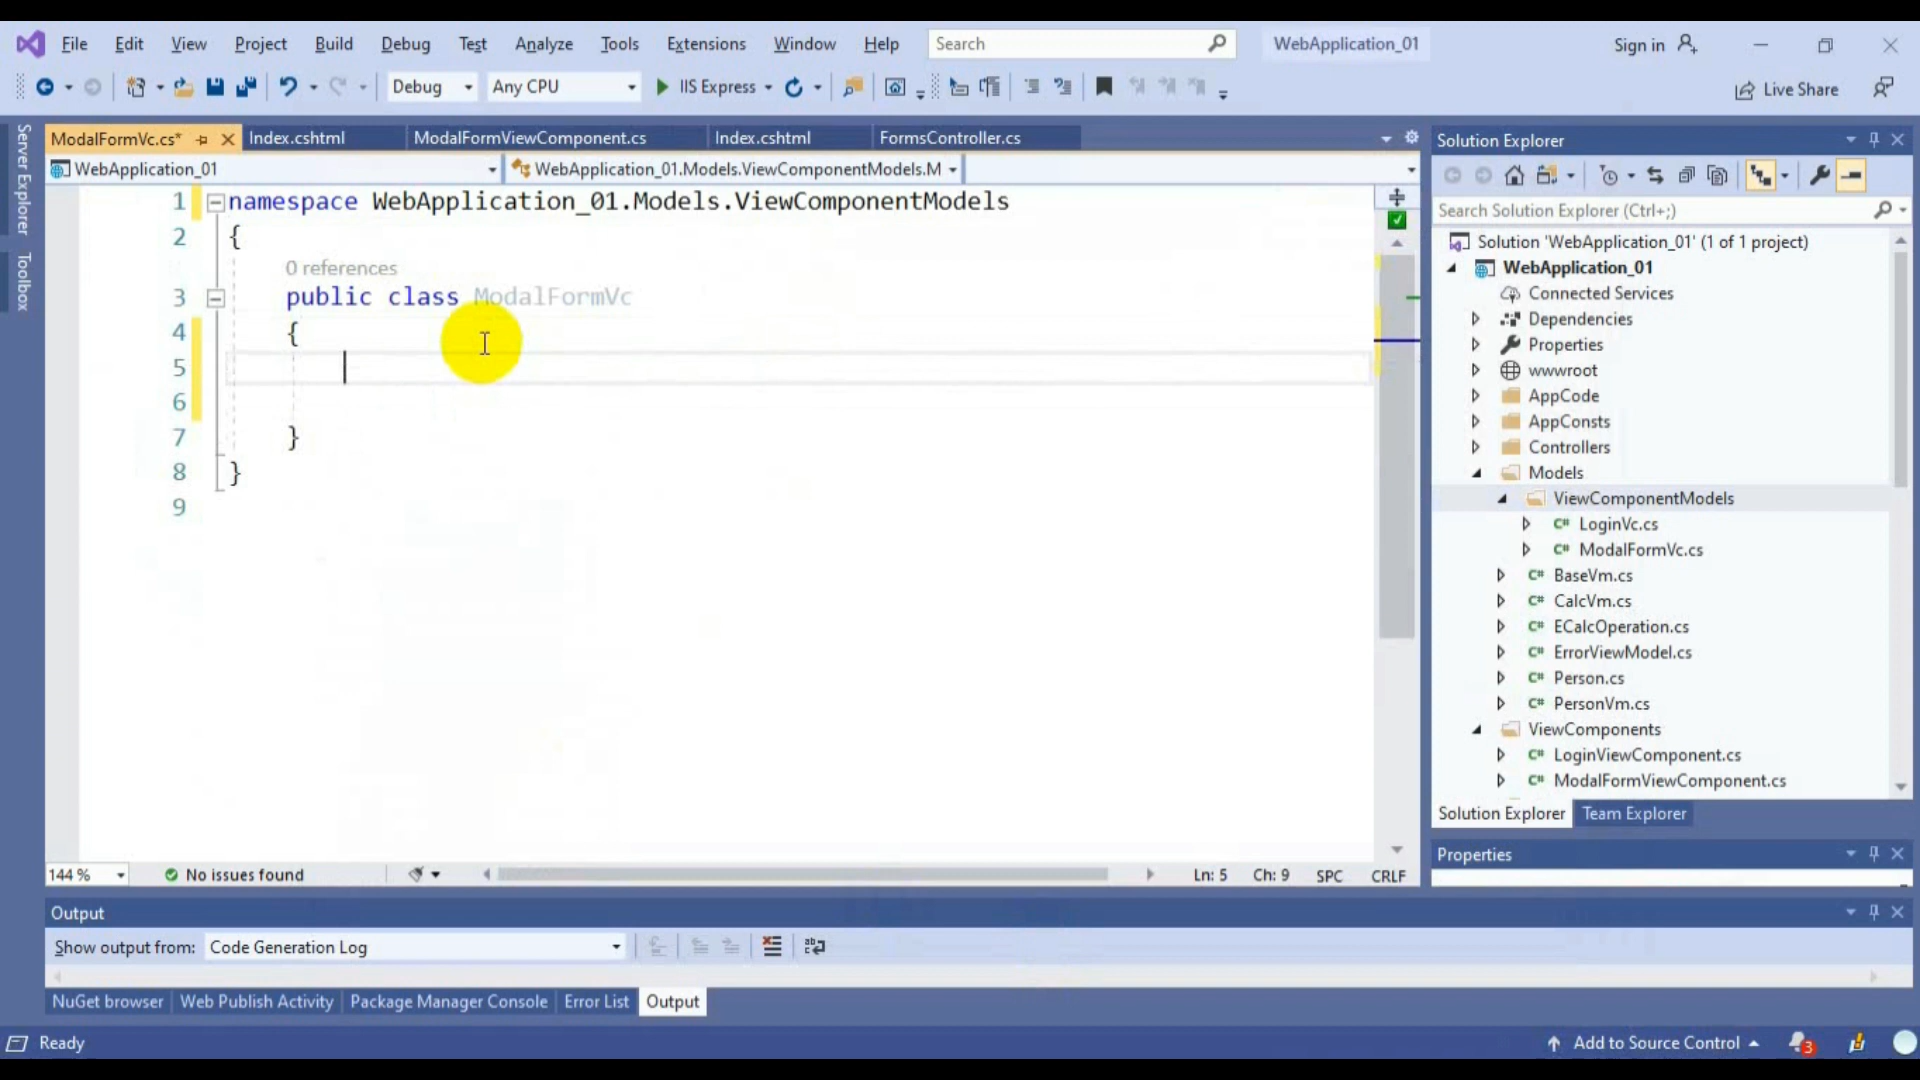 File Edit View Project Build Debug Test Analyze Tools Extensions Window Help Search WebApplication_01 Sign in
Debug Any CPU IIS Express Live Share
Server Explorer
Toolbox
ModalFormVc.cs* Index.cshtml ModalFormViewComponent.cs Index.cshtml FormsController.cs
WebApplication_01 WebApplication_01.Models.ViewComponentModels.M
1 namespace WebApplication_01.Models.ViewComponentModels
2 {
0 references
3 public class ModalFormVc
4 {
5
6
7 }
8 }
9
144 % No issues found Ln: 5 Ch: 9 SPC CRLF
Solution Explorer
Search Solution Explorer (Ctrl+;)
Solution 'WebApplication_01' (1 of 1 project)
WebApplication_01
Connected Services
Dependencies
Properties
wwwroot
AppCode
AppConsts
Controllers
Models
ViewComponentModels
C# LoginVc.cs
C# ModalFormVc.cs
C# BaseVm.cs
C# CalcVm.cs
C# ECalcOperation.cs
C# ErrorViewModel.cs
C# Person.cs
C# PersonVm.cs
ViewComponents
C# LoginViewComponent.cs
C# ModalFormViewComponent.cs
Solution Explorer Team Explorer
Properties
Output
Show output from: Code Generation Log
NuGet browser Web Publish Activity Package Manager Console Error List Output
Ready Add to Source Control 3